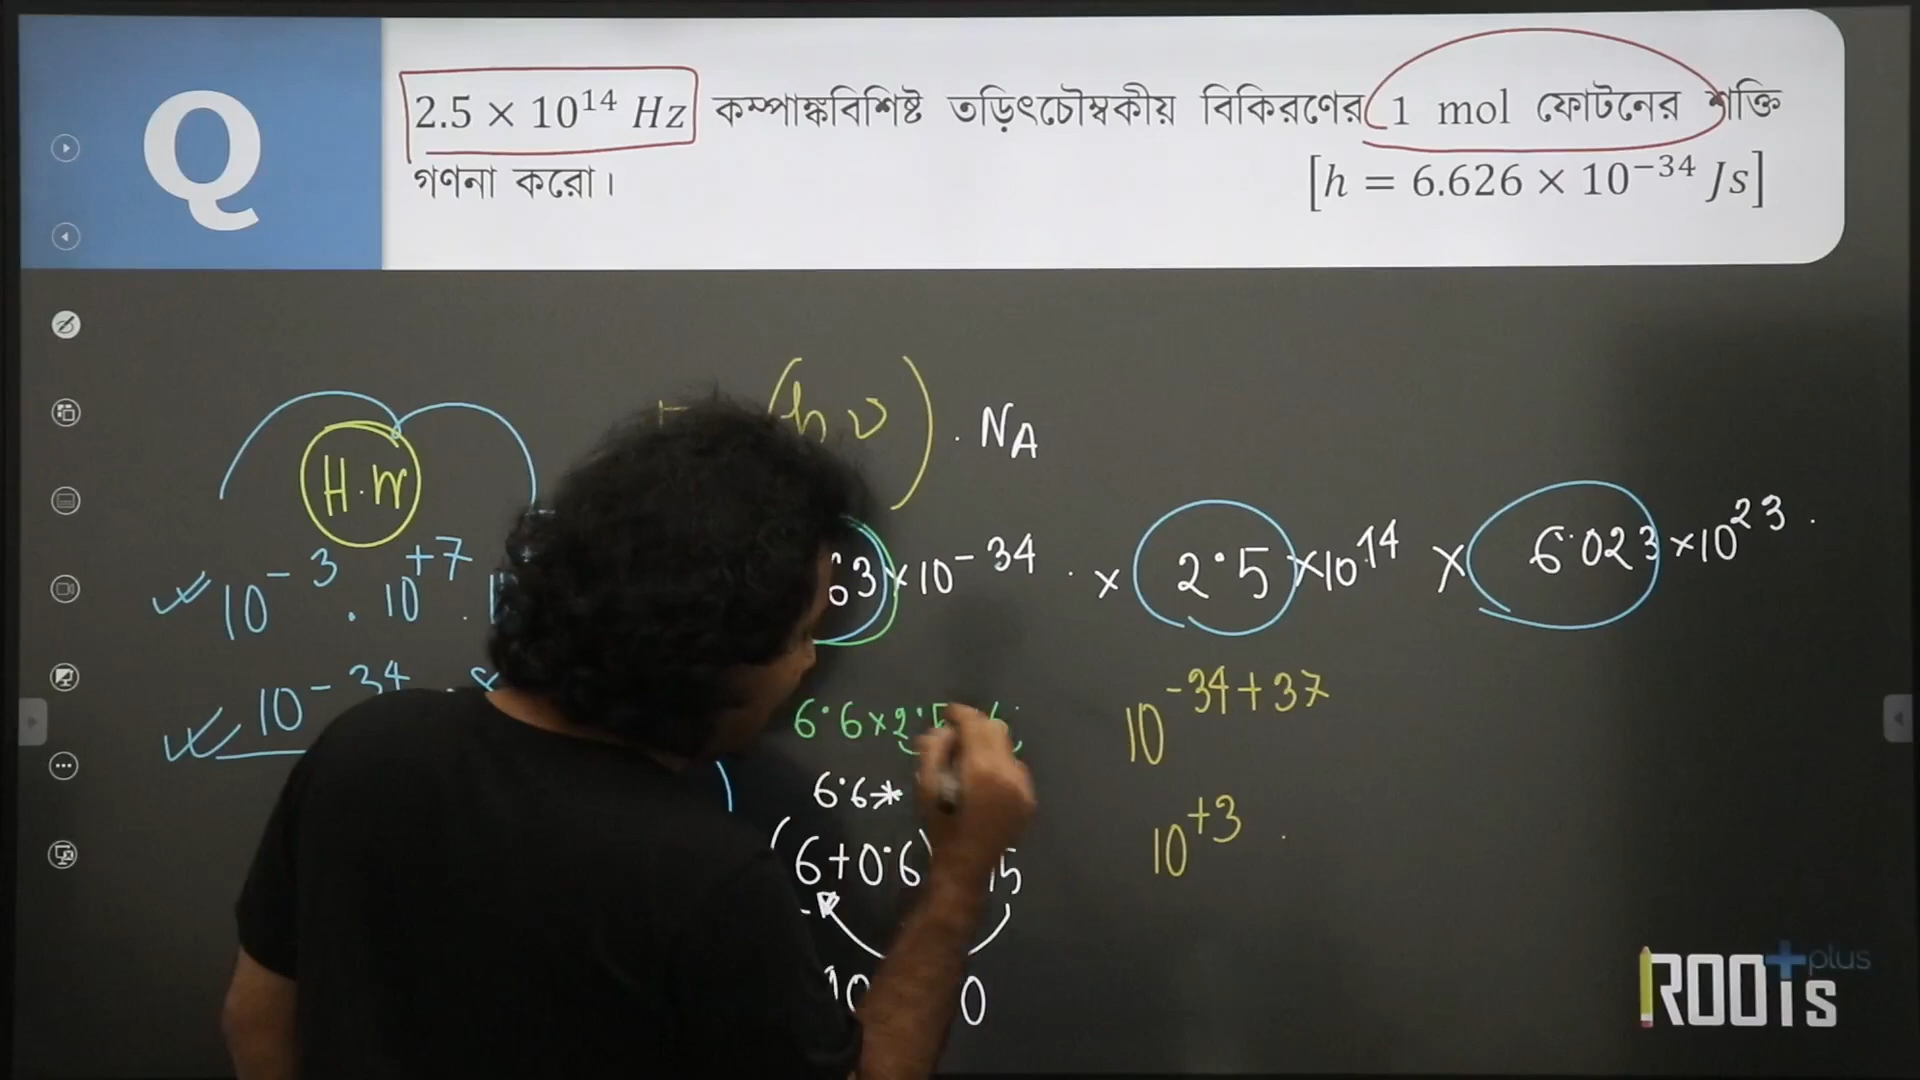 Q
2.5 × 10¹⁴ Hz কম্পাঙ্কবিশিষ্ট তড়িৎচৌম্বকীয় বিকিরণের 1 mol ফোটনের শক্তি
গণনা করো। [h = 6.626 × 10⁻³⁴ Js]
(hν) . N_A
H.W
63 × 10⁻³⁴ × 2.5 × 10¹⁴ × 6.023 × 10²³
10⁻³ . 10⁺⁷ .
10⁻³⁴
6.6 × 2.5
10⁻³⁴⁺³⁷
6.6 ×
10⁺³
(6+0.6) 15
ROOTs plus